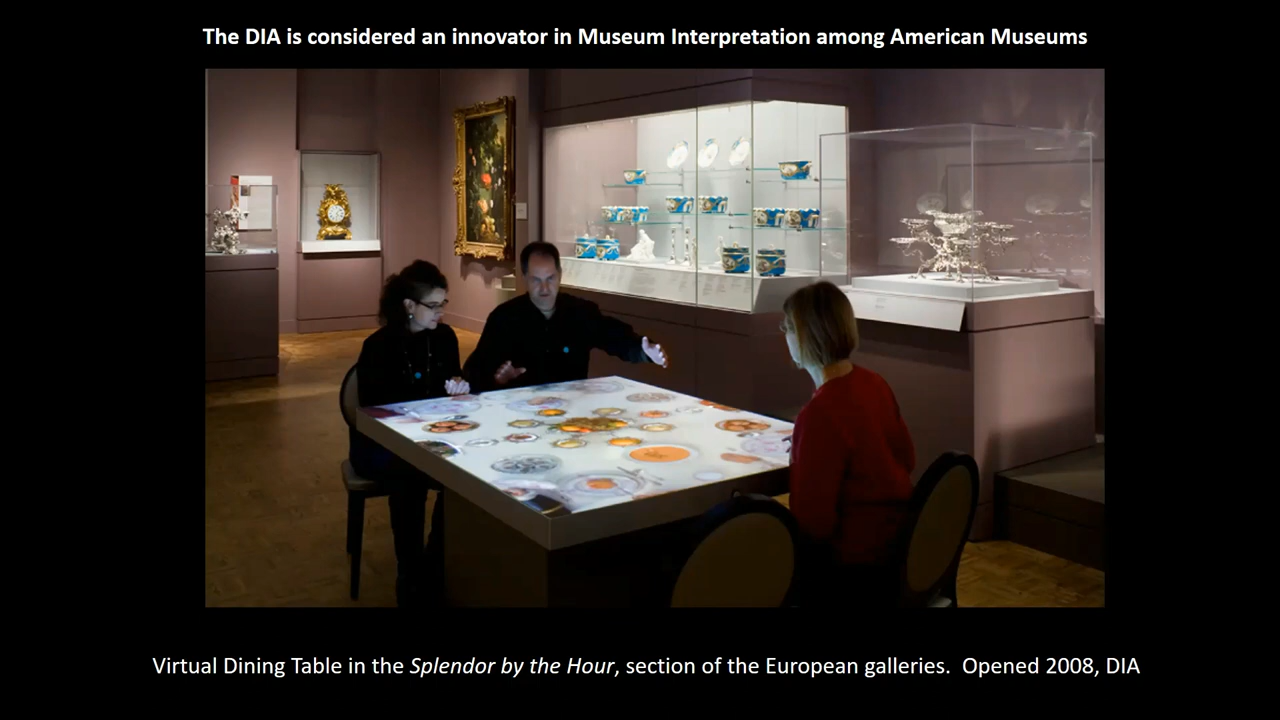 The DIA is considered an innovator in Museum Interpretation among American Museums
Virtual Dining Table in the Splendor by the Hour, section of the European galleries.  Opened 2008, DIA